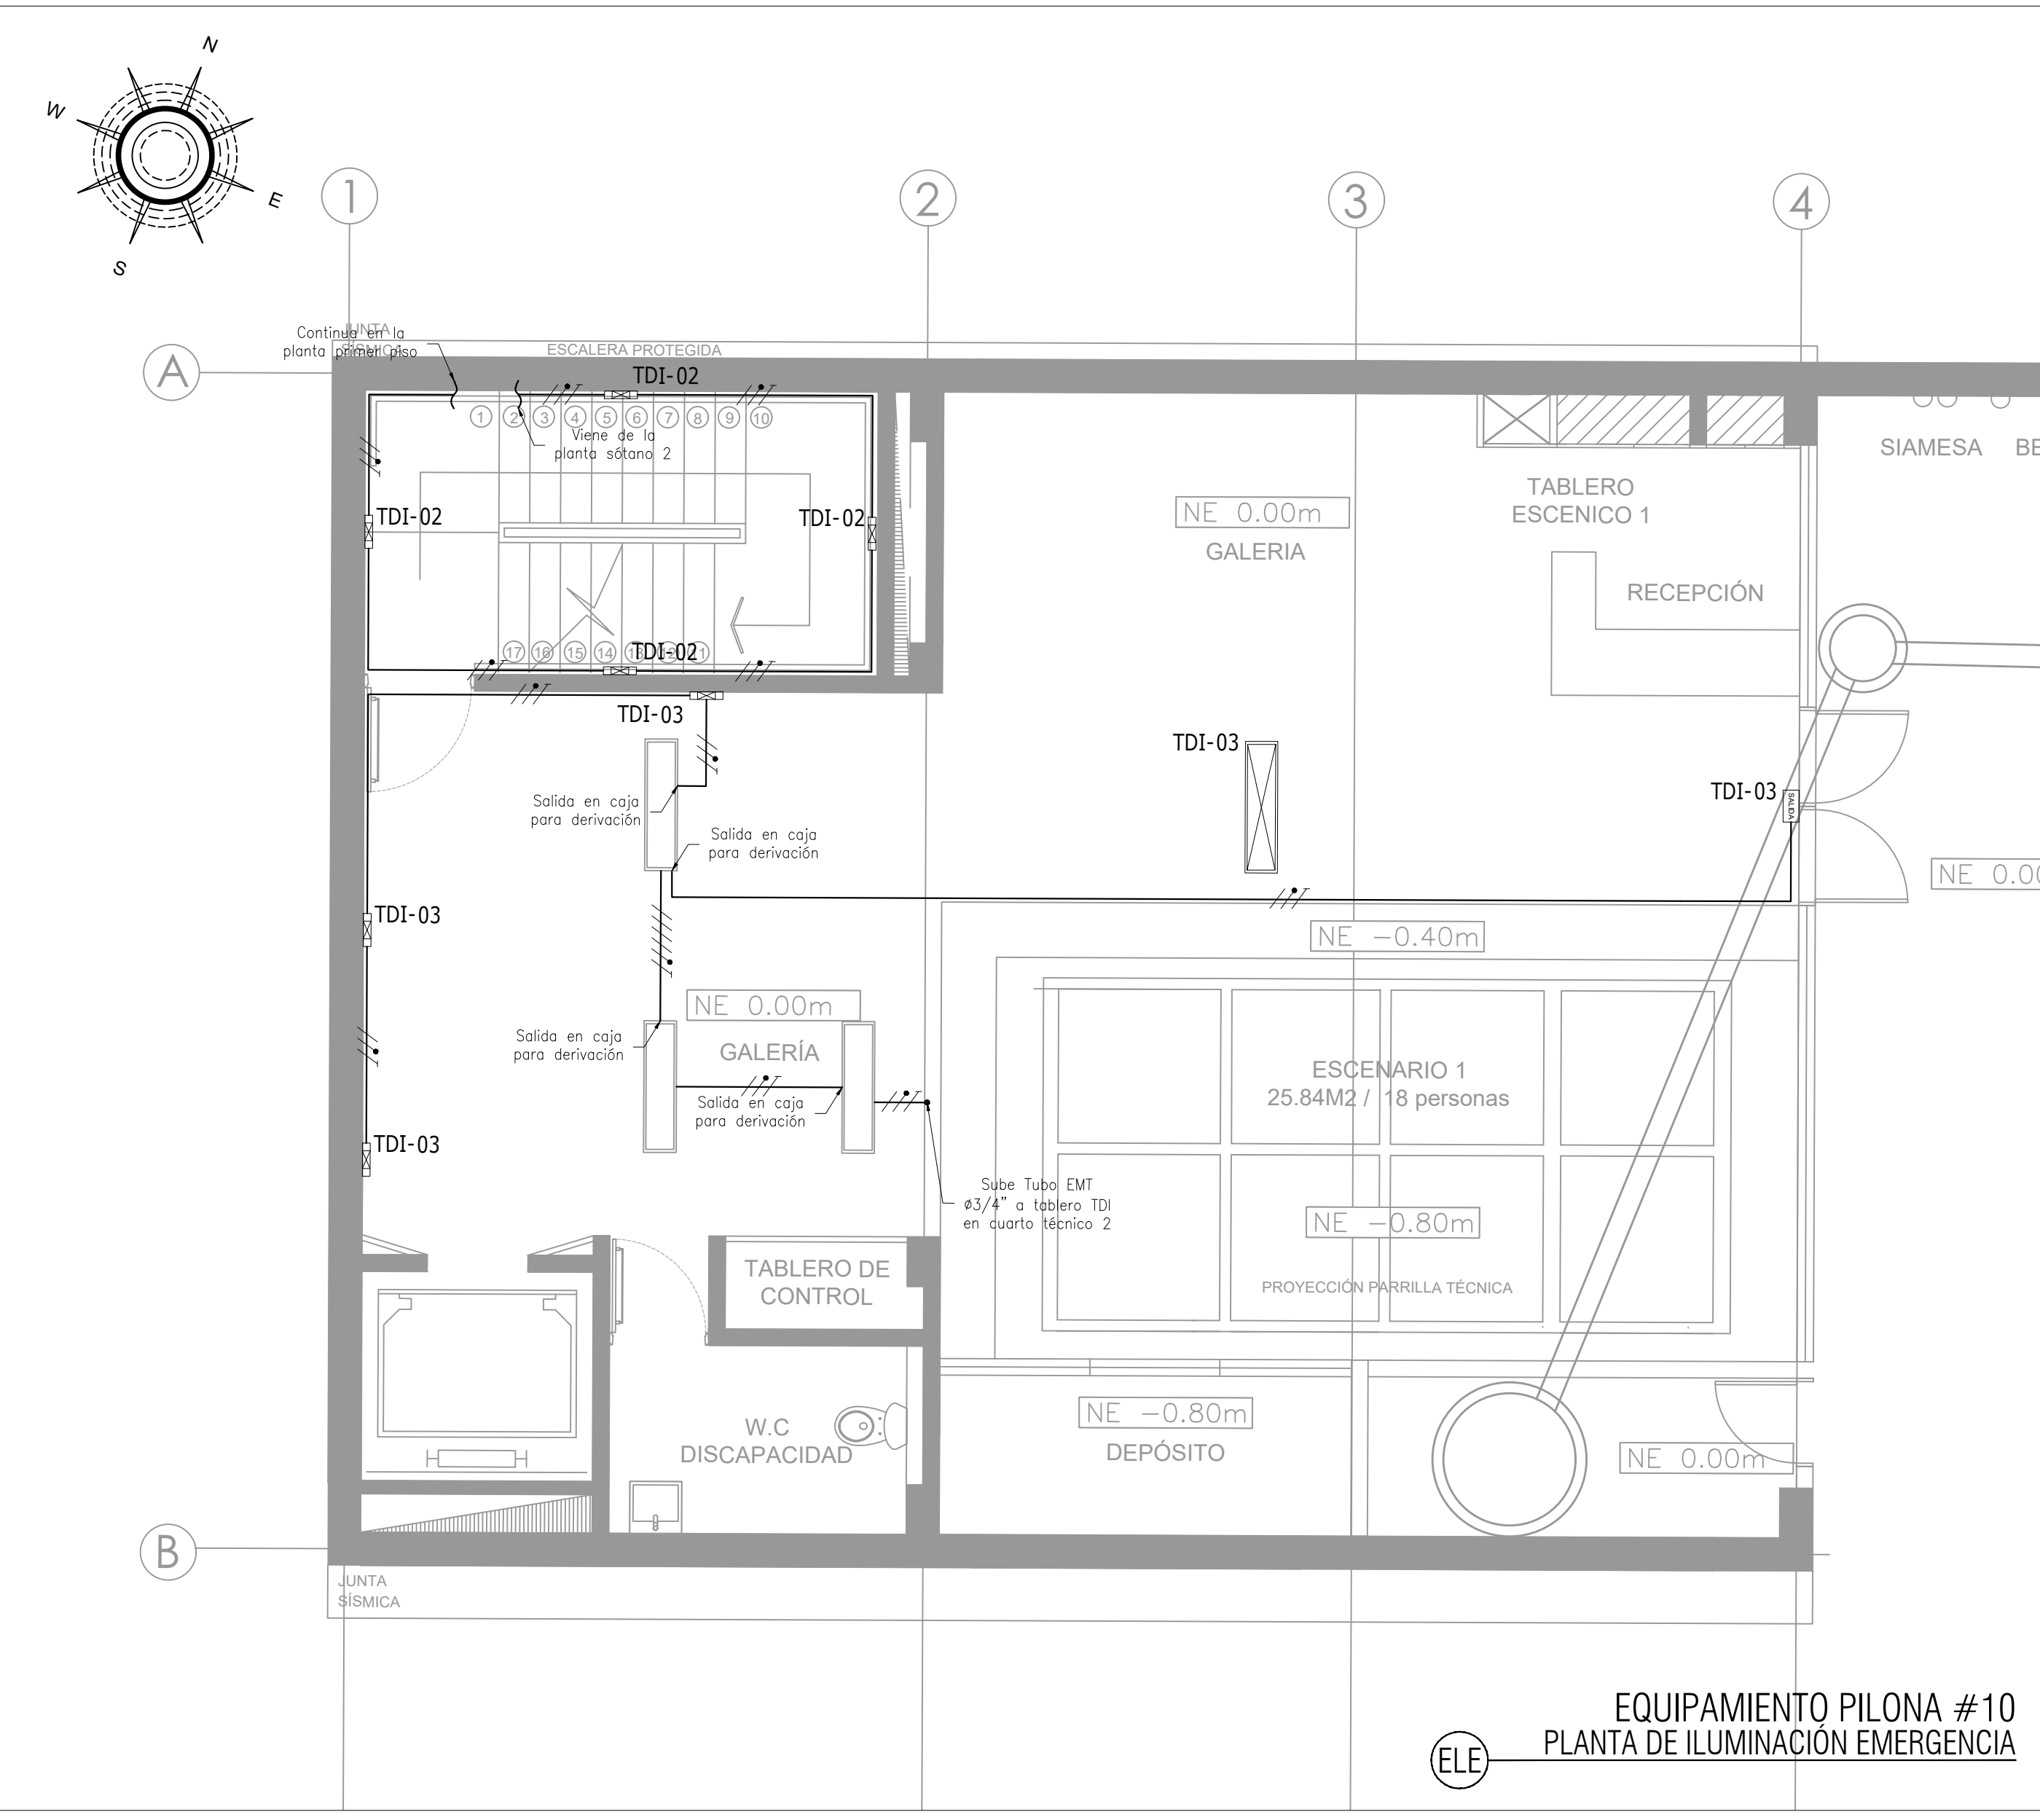 N
W
E
S
1
2
3
4
A
JUNTA
SÍSMICA
Continua en la
planta primer piso
ESCALERA PROTEGIDA
TDI-02
1
2
3
4
5
6
7
8
9
10
Viene de la
planta sótano 2
TDI-02
TDI-02
17
16
15
14
13
12
11
TDI-02
TDI-03
NE 0.00m
GALERIA
TABLERO
ESCENICO 1
RECEPCIÓN
SIAMESA
BE
TDI-03
TDI-03
SALIDA
Salida en caja
para derivación
Salida en caja
para derivación
NE 0.00
TDI-03
NE -0.40m
NE 0.00m
GALERÍA
Salida en caja
para derivación
Salida en caja
para derivación
ESCENARIO 1
25.84M2 / 18 personas
TDI-03
Sube Tubo EMT
ø3/4" a tablero TDI
en cuarto técnico 2
NE -0.80m
PROYECCIÓN PARRILLA TÉCNICA
TABLERO DE
CONTROL
W.C
DISCAPACIDAD
NE -0.80m
DEPÓSITO
NE 0.00m
B
JUNTA
SÍSMICA
EQUIPAMIENTO PILONA #10
PLANTA DE ILUMINACIÓN EMERGENCIA
ELE